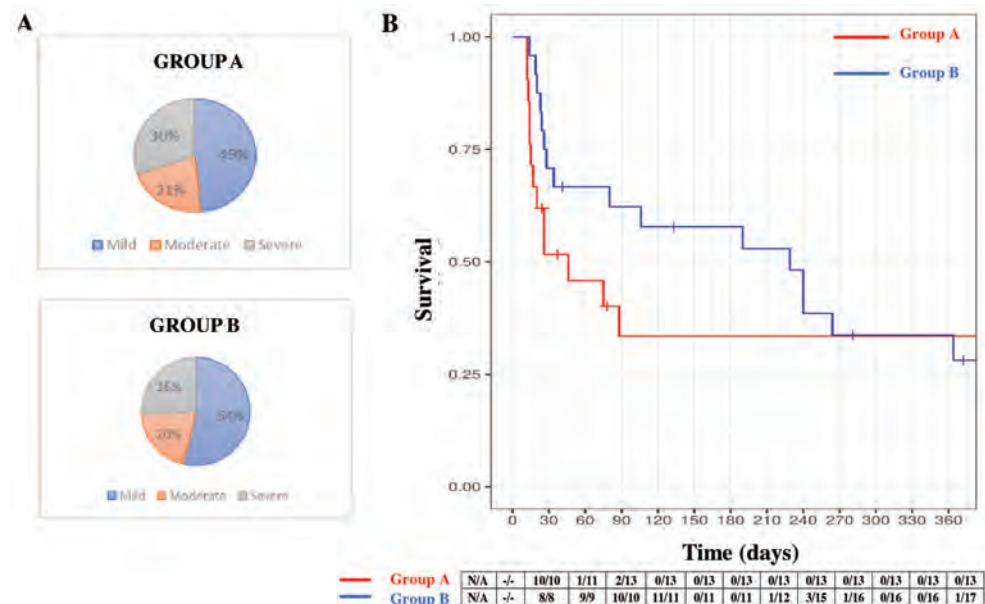 A
GROUP A
30%
49%
21%
Mild Moderate Severe
GROUP B
26%
54%
20%
Mild Moderate Severe
B
Group A
Group B
1.00
0.75
0.50
0.25
0.00
Survival
0 30 60 90 120 150 180 210 240 270 300 330 360
Time (days)
Group A N/A -/- 10/10 1/11 2/13 0/13 0/13 0/13 0/13 0/13 0/13 0/13 0/13 0/13
Group B N/A -/- 8/8 9/9 10/10 11/11 0/11 0/11 1/12 3/15 1/16 0/16 0/16 1/17